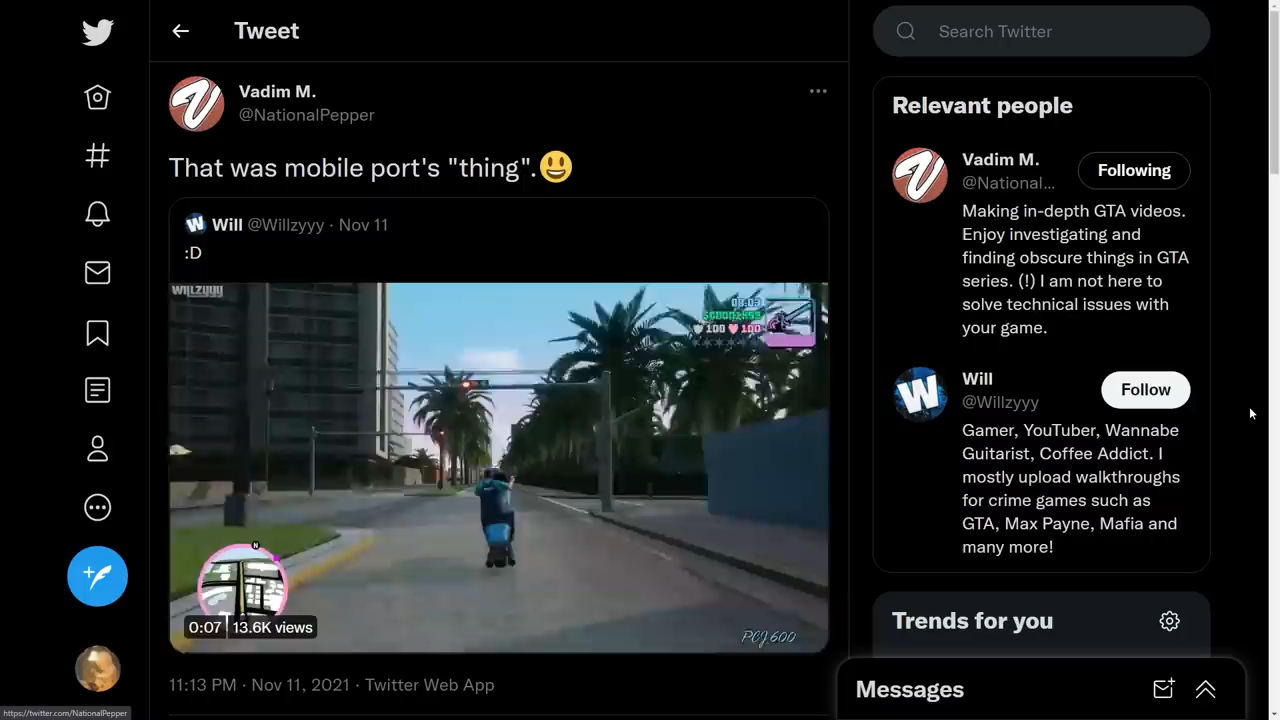 Tweet
Vadim M.
@NationalPepper
That was mobile port's "thing".😃
Will @Willzyyy · Nov 11
:D
WILLZYYY
08:03
♥ 100 ♥ 100
N
0:07 | 13.6K views
PCJ 600
11:13 PM · Nov 11, 2021 · Twitter Web App
Search Twitter
Relevant people
Vadim M.
@National...
Following
Making in-depth GTA videos.
Enjoy investigating and
finding obscure things in GTA
series. (!) I am not here to
solve technical issues with
your game.
Will
@Willzyyy
Follow
Gamer, YouTuber, Wannabe
Guitarist, Coffee Addict. I
mostly upload walkthroughs
for crime games such as
GTA, Max Payne, Mafia and
many more!
Trends for you
Messages
https://twitter.com/NationalPepper